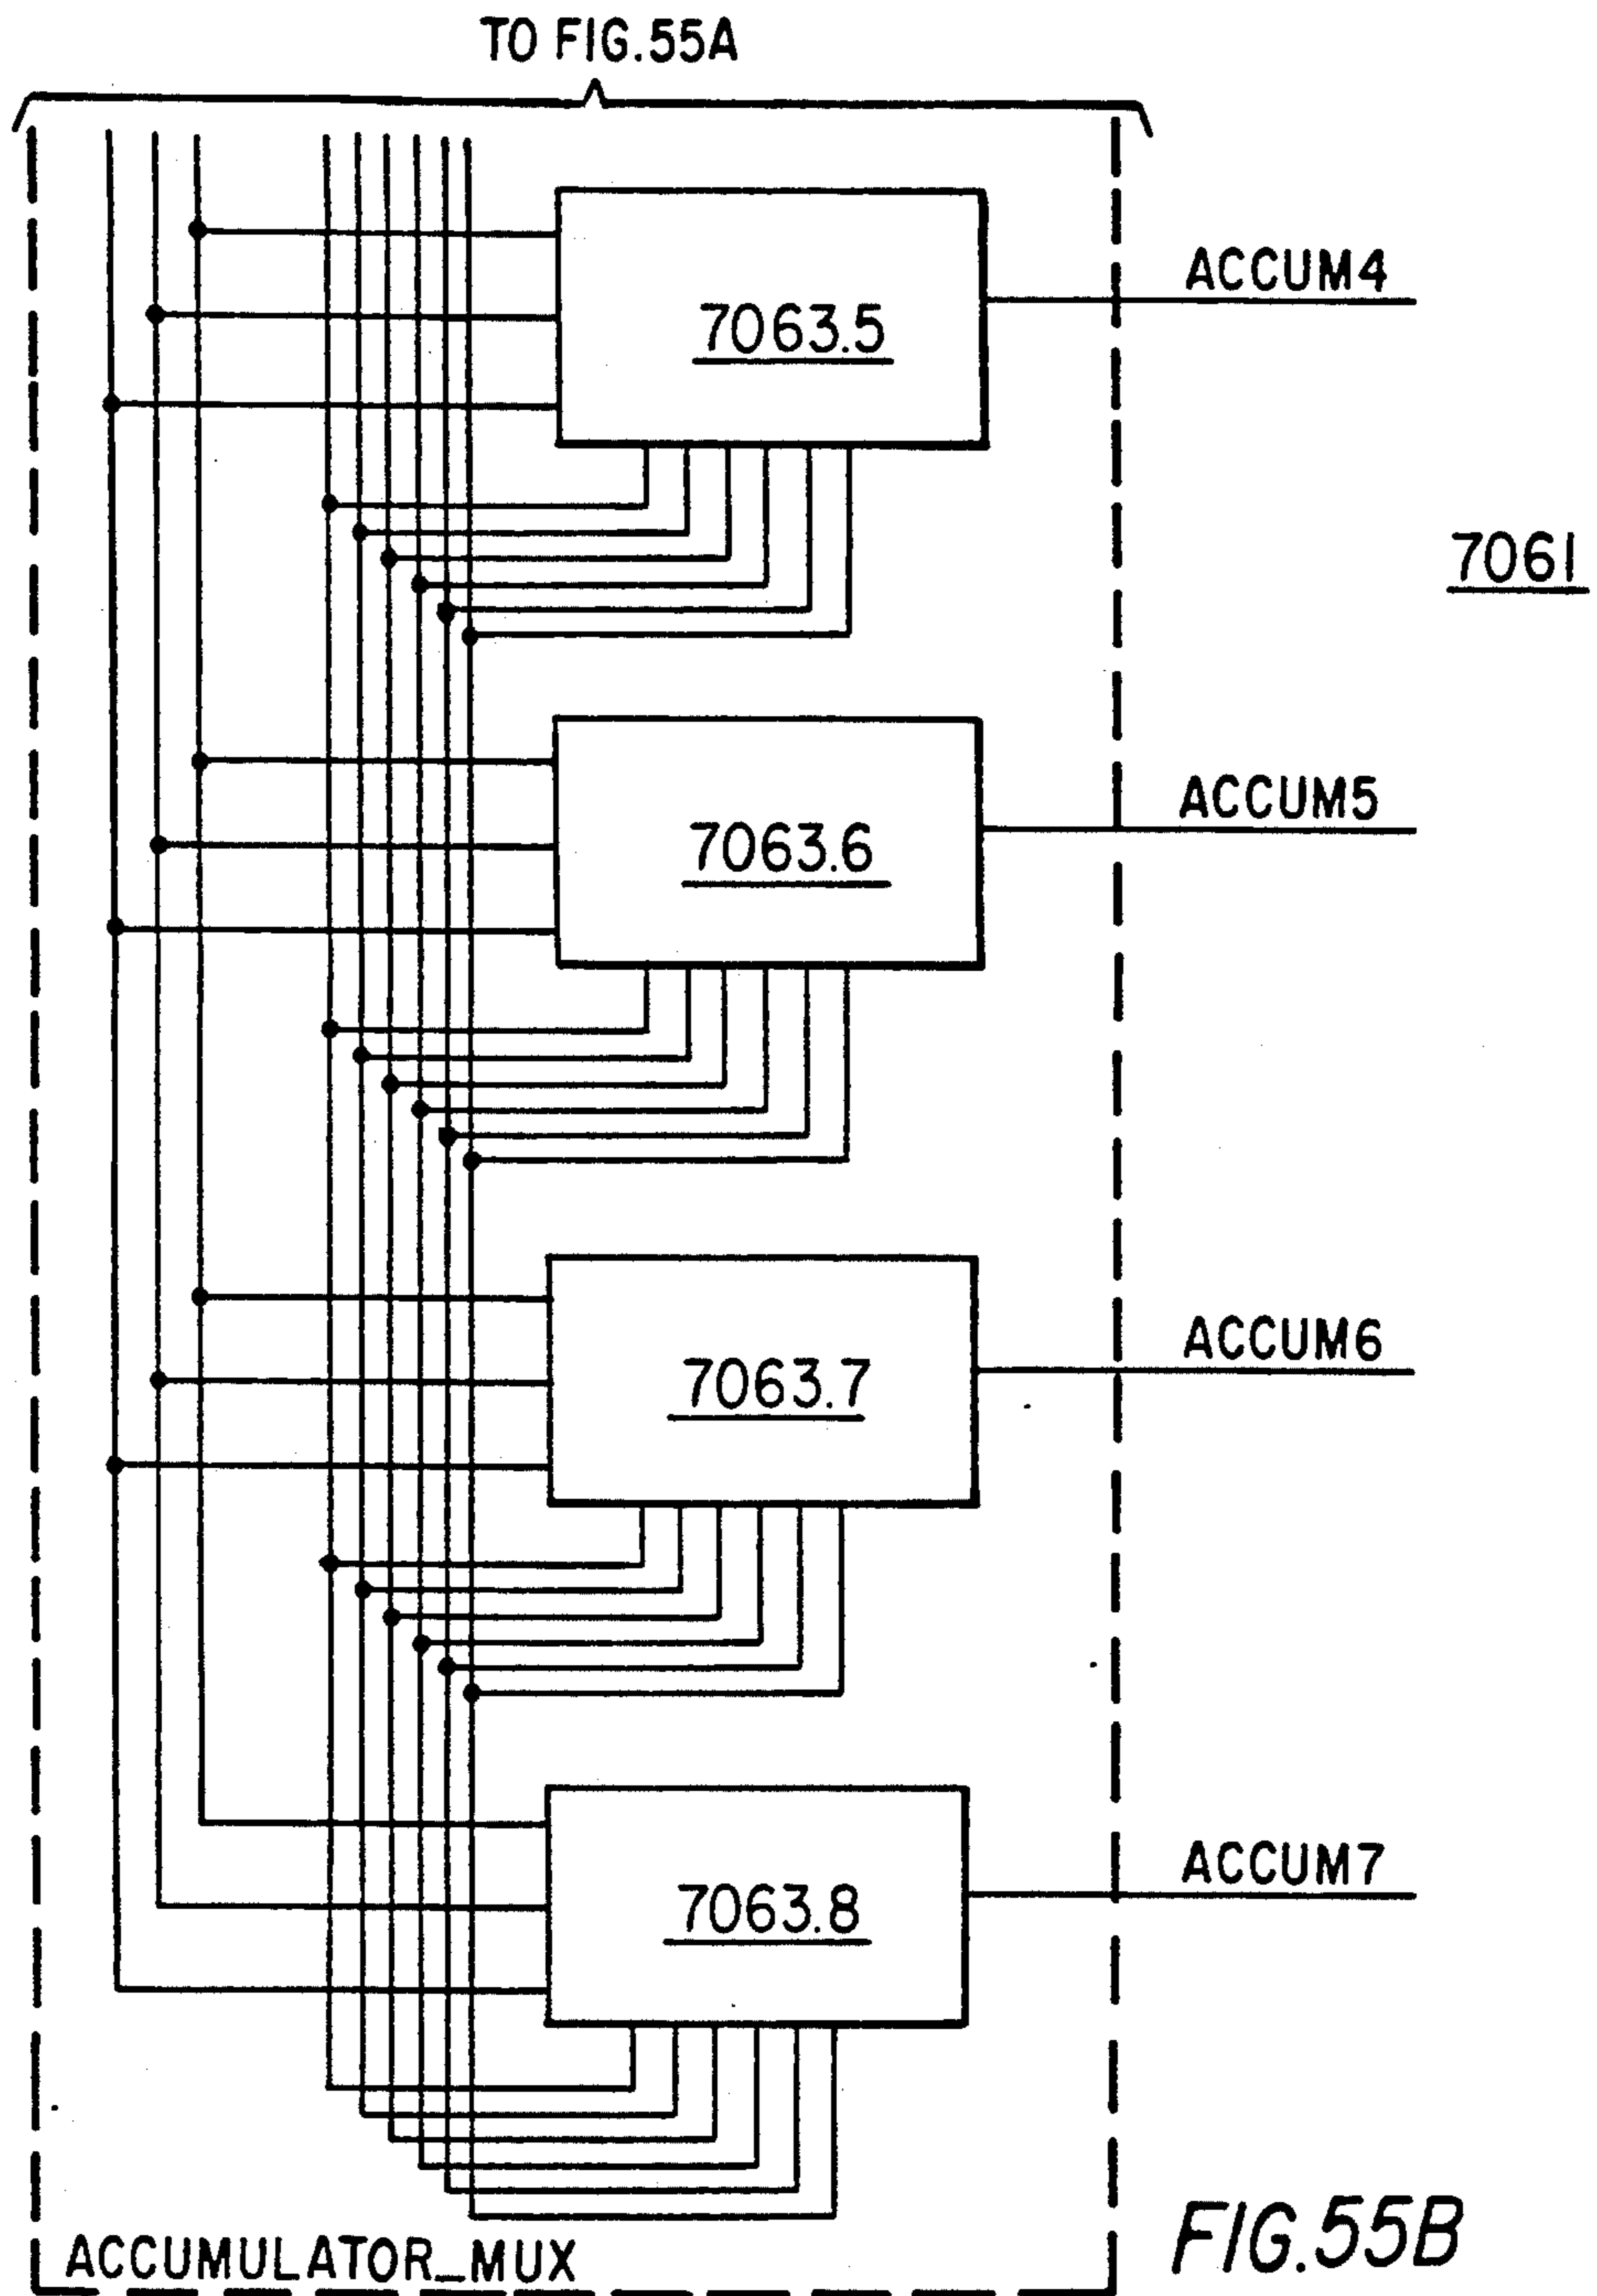 TO FIG.55A
7063.5
ACCUM4
7061
7063.6
ACCUM5
7063.7
ACCUM6
7063.8
ACCUM7
ACCUMULATOR_MUX
FIG.55B